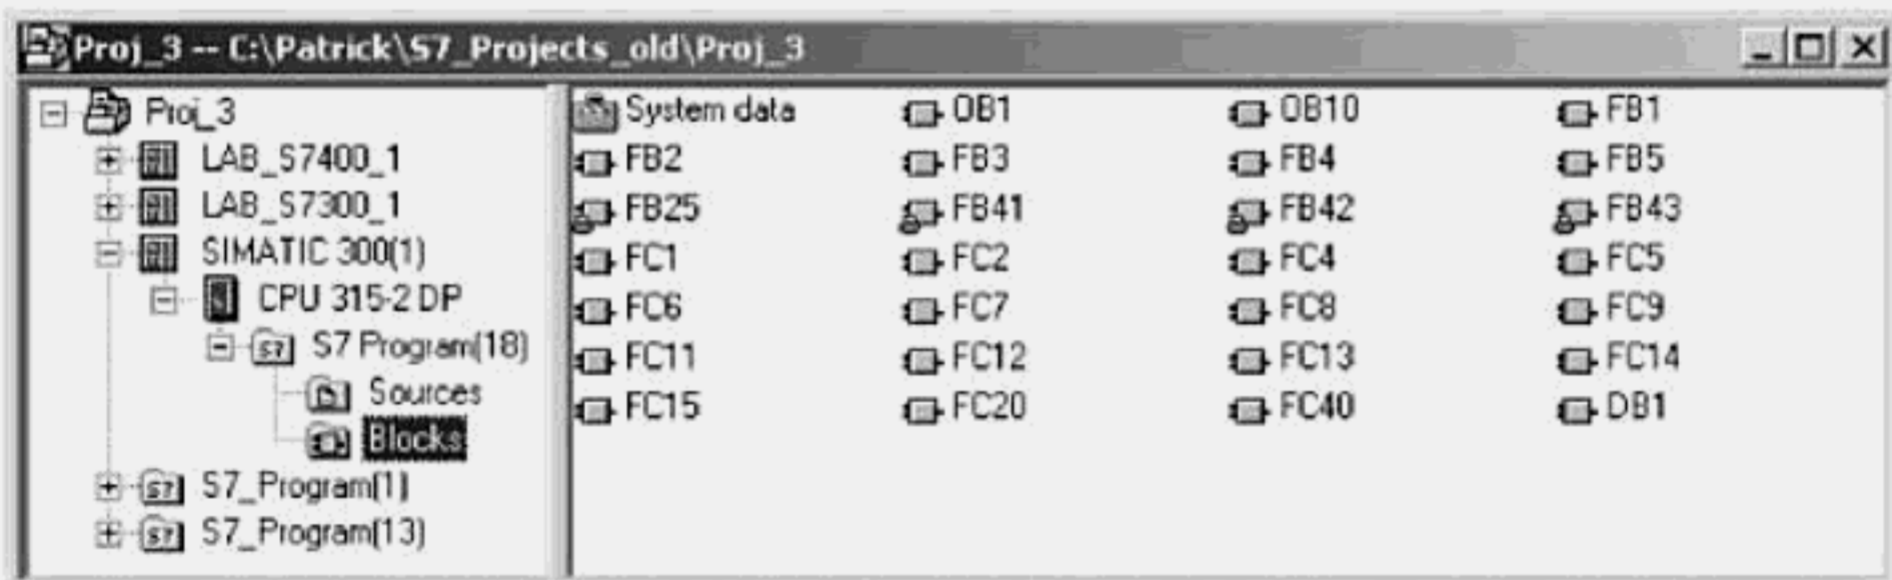 Proj_3 -- C:\Patrick\S7_Projects_old\Proj_3
Proj_3
LAB_S7400_1
LAB_S7300_1
SIMATIC 300(1)
CPU 315-2 DP
S7 Program(18)
Sources
Blocks
S7_Program(1)
S7_Program(13)
System data OB1 OB10 FB1
FB2 FB3 FB4 FB5
FB25 FB41 FB42 FB43
FC1 FC2 FC4 FC5
FC6 FC7 FC8 FC9
FC11 FC12 FC13 FC14
FC15 FC20 FC40 DB1